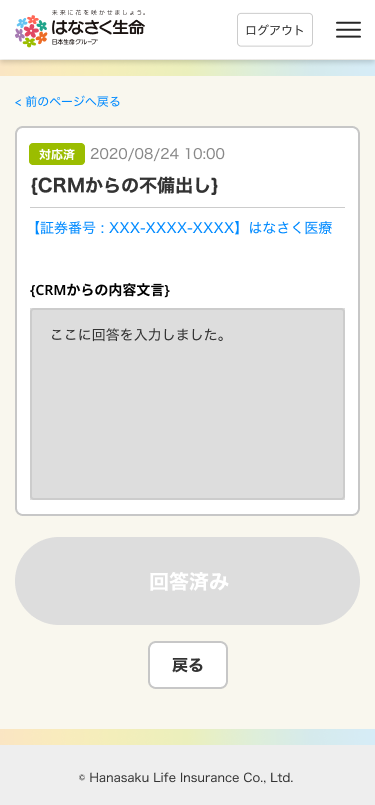 未来に花を咲かせましょう。
はなさく生命
日本生命グループ
ログアウト
< 前のページへ戻る
対応済 2020/08/24 10:00
{CRMからの不備出し}
【証券番号 : XXX-XXXX-XXXX】はなさく医療
{CRMからの内容文言}
ここに回答を入力しました。
回答済み
戻る
© Hanasaku Life Insurance Co., Ltd.